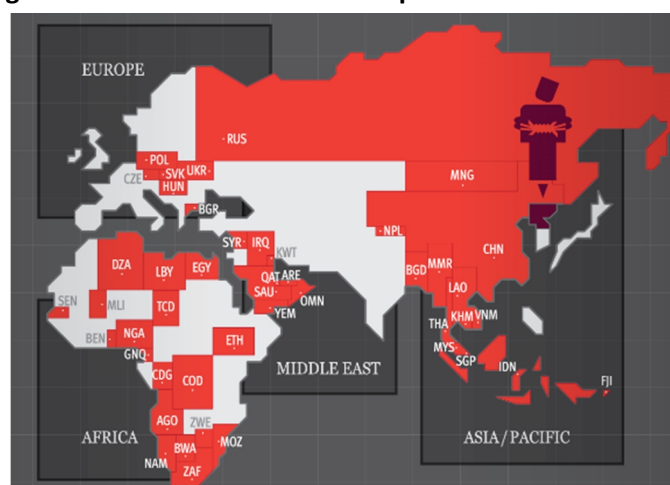 EUROPE
RUS
POL
CZE
SVK
UKR
HUN
BGR
MNG
NPL
CHN
SYR
IRQ
KWT
DZA
LBY
EGY
QAT
ARE
SAU
OMN
YEM
BGD
MMR
LAO
SEN
MLI
TCD
BEN
NGA
GNQ
ETH
THA
KHM
VNM
MYS
SGP
IDN
FJI
CDG
COD
MIDDLE EAST
AGO
ZWE
MOZ
AFRICA
BWA
NAM
ZAF
ASIA / PACIFIC